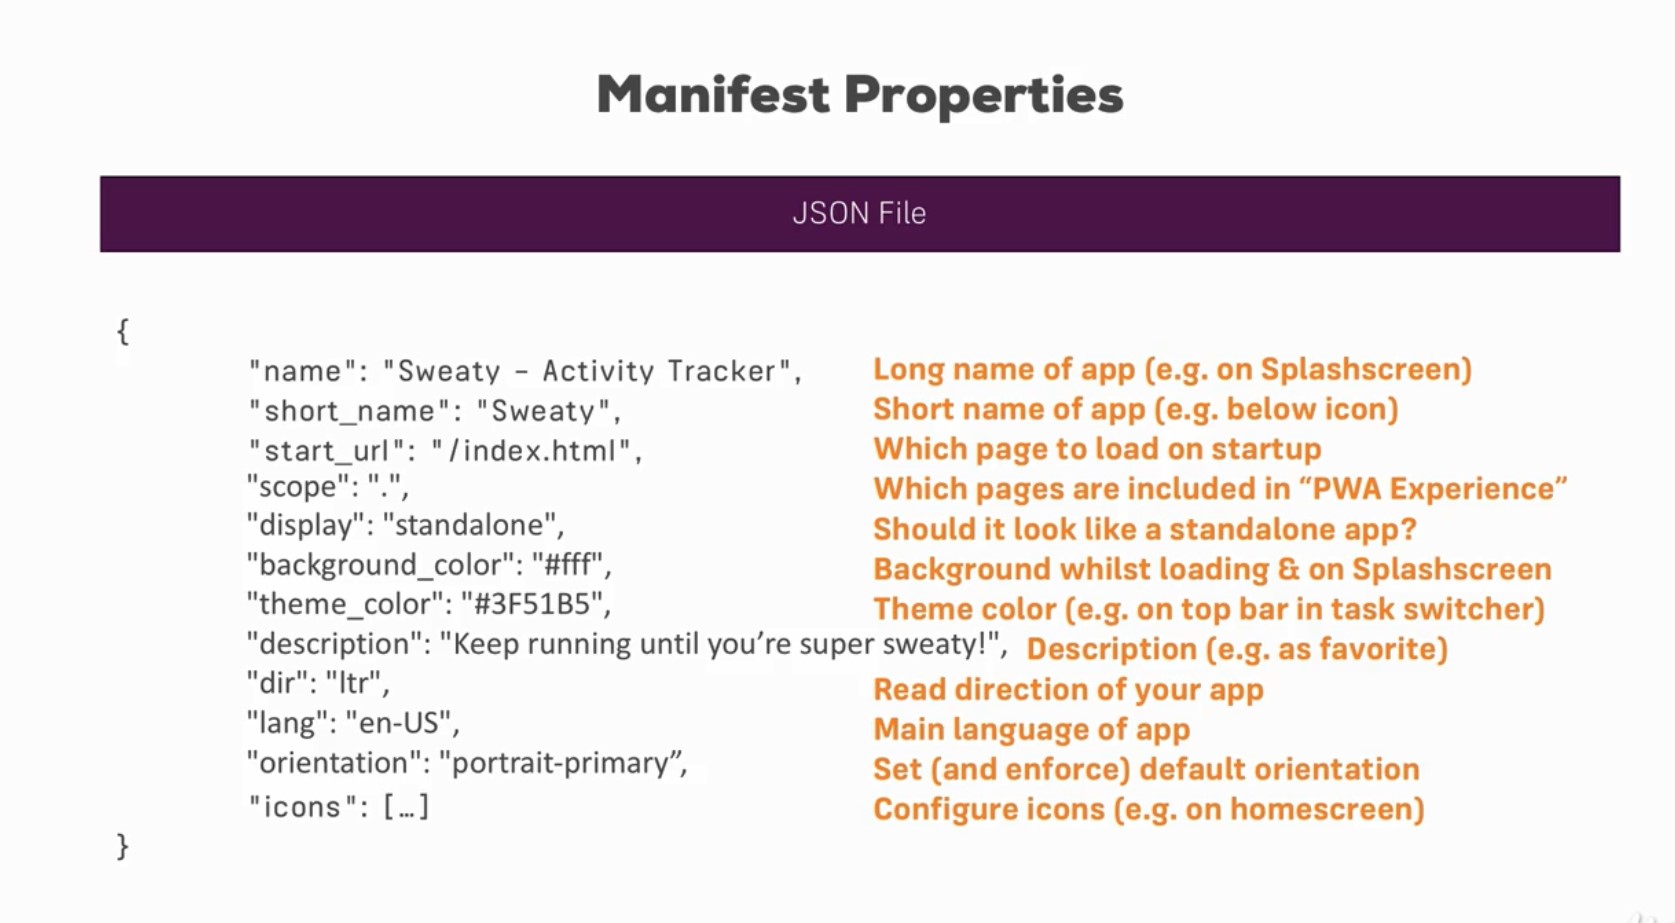 Manifest Properties
JSON File
{
"name": "Sweaty – Activity Tracker", Long name of app (e.g. on Splashscreen)
"short_name": "Sweaty", Short name of app (e.g. below icon)
"start_url": "/index.html", Which page to load on startup
"scope": ".", Which pages are included in “PWA Experience”
"display": "standalone", Should it look like a standalone app?
"background_color": "#fff", Background whilst loading & on Splashscreen
"theme_color": "#3F51B5", Theme color (e.g. on top bar in task switcher)
"description": "Keep running until you’re super sweaty!", Description (e.g. as favorite)
"dir": "ltr", Read direction of your app
"lang": "en-US", Main language of app
"orientation": "portrait-primary”, Set (and enforce) default orientation
"icons": […] Configure icons (e.g. on homescreen)
}